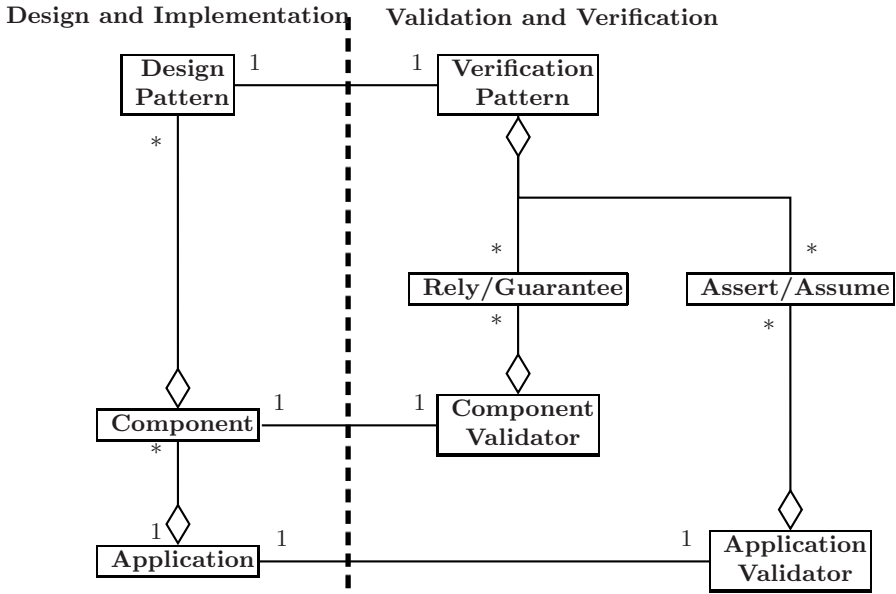 Design and Implementation
Validation and Verification
Design
Pattern
1
1
Verification
Pattern
*
*
*
Rely/Guarantee
Assert/Assume
*
*
Component
1
1
Component
Validator
*
1
1
1
Application
Application
Validator